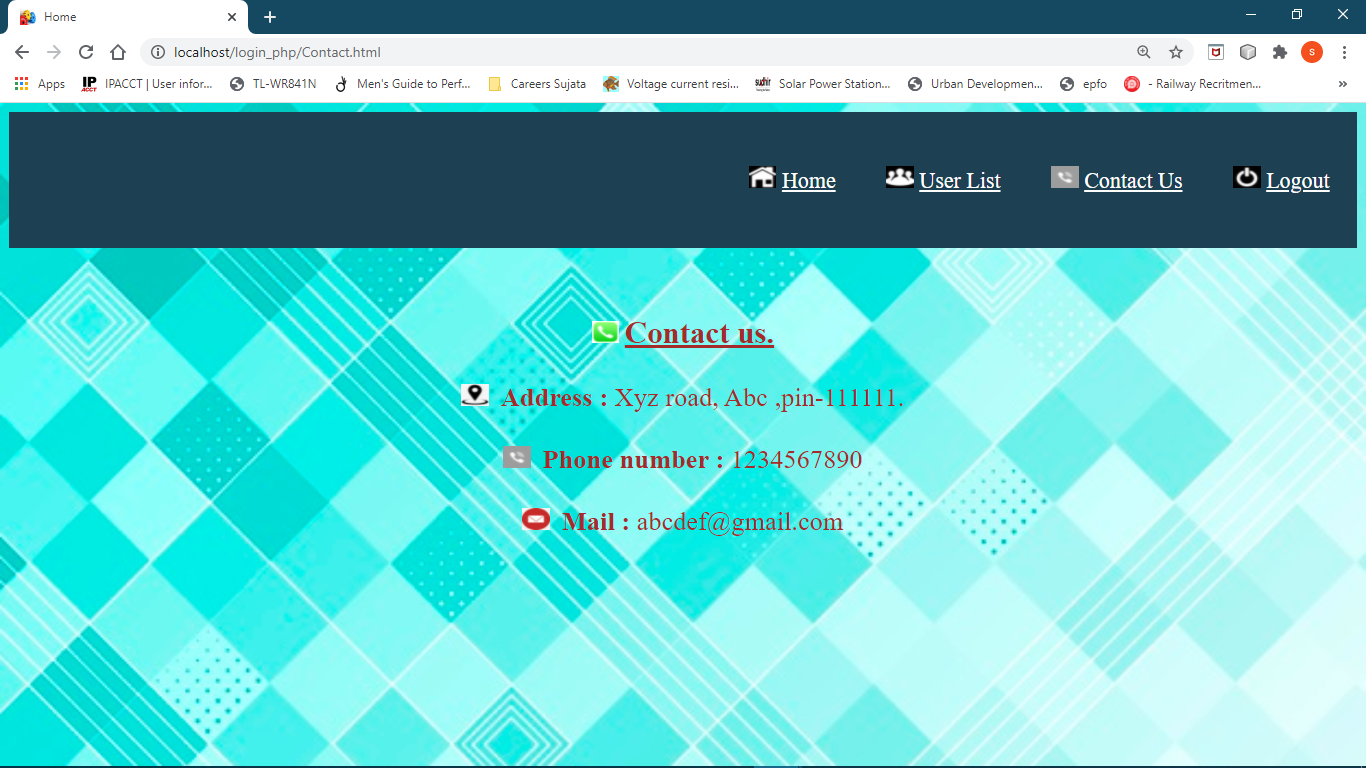 Home
localhost/login_php/Contact.html
S
Apps IPACCT | User infor... TL-WR841N Men's Guide to Perf... Careers Sujata Voltage current resi... Solar Power Station... Urban Developmen... epfo - Railway Recritmen... »
Home User List Contact Us Logout
Contact us.
Address : Xyz road, Abc ,pin-111111.
Phone number : 1234567890
Mail : abcdef@gmail.com